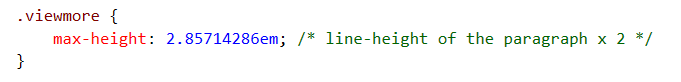 .viewmore {
max-height: 2.85714286em; /* line-height of the paragraph x 2 */
}